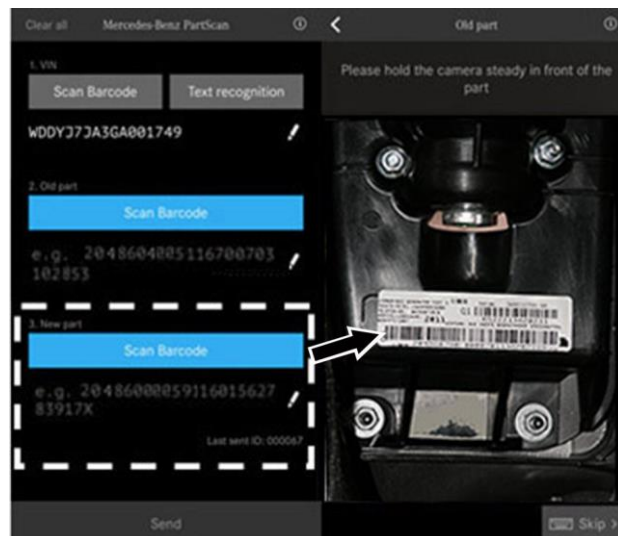 Clear all
Mercedes-Benz PartScan
1. VIN
Scan Barcode
Text recognition
WDDYJ7JA3GA001749
2. Old part
Scan Barcode
e.g. 2048604005116700703
102853
3. New part
Scan Barcode
e.g. 2048600059116015627
83917X
Last sent ID: 000067
Send
Old part
Please hold the camera steady in front of the
part
2011
Skip